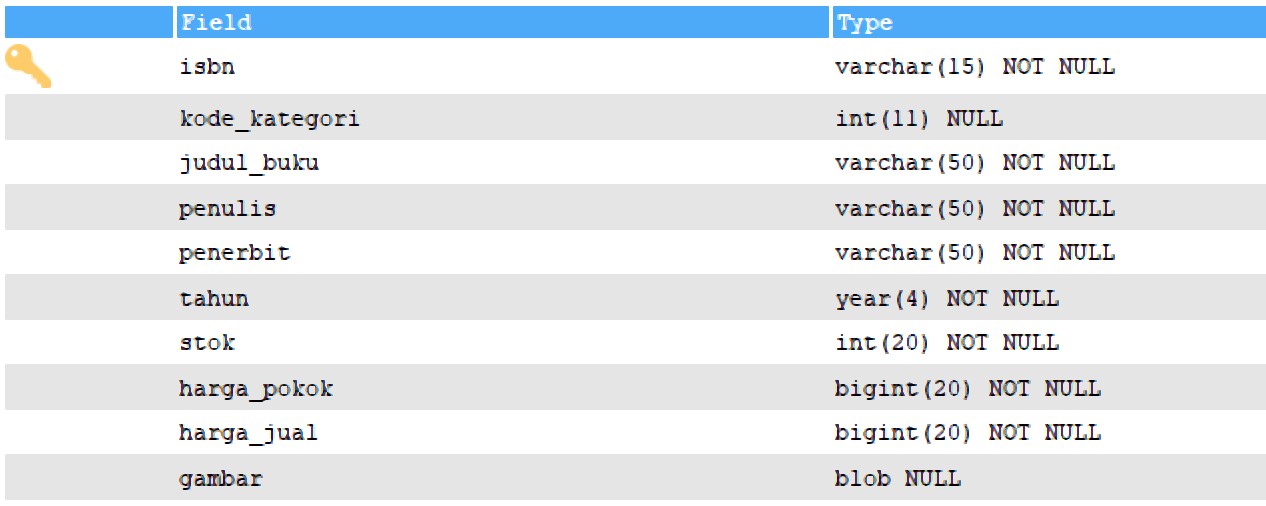 Field Type
isbn varchar(15) NOT NULL
kode_kategori int(11) NULL
judul_buku varchar(50) NOT NULL
penulis varchar(50) NOT NULL
penerbit varchar(50) NOT NULL
tahun year(4) NOT NULL
stok int(20) NOT NULL
harga_pokok bigint(20) NOT NULL
harga_jual bigint(20) NOT NULL
gambar blob NULL